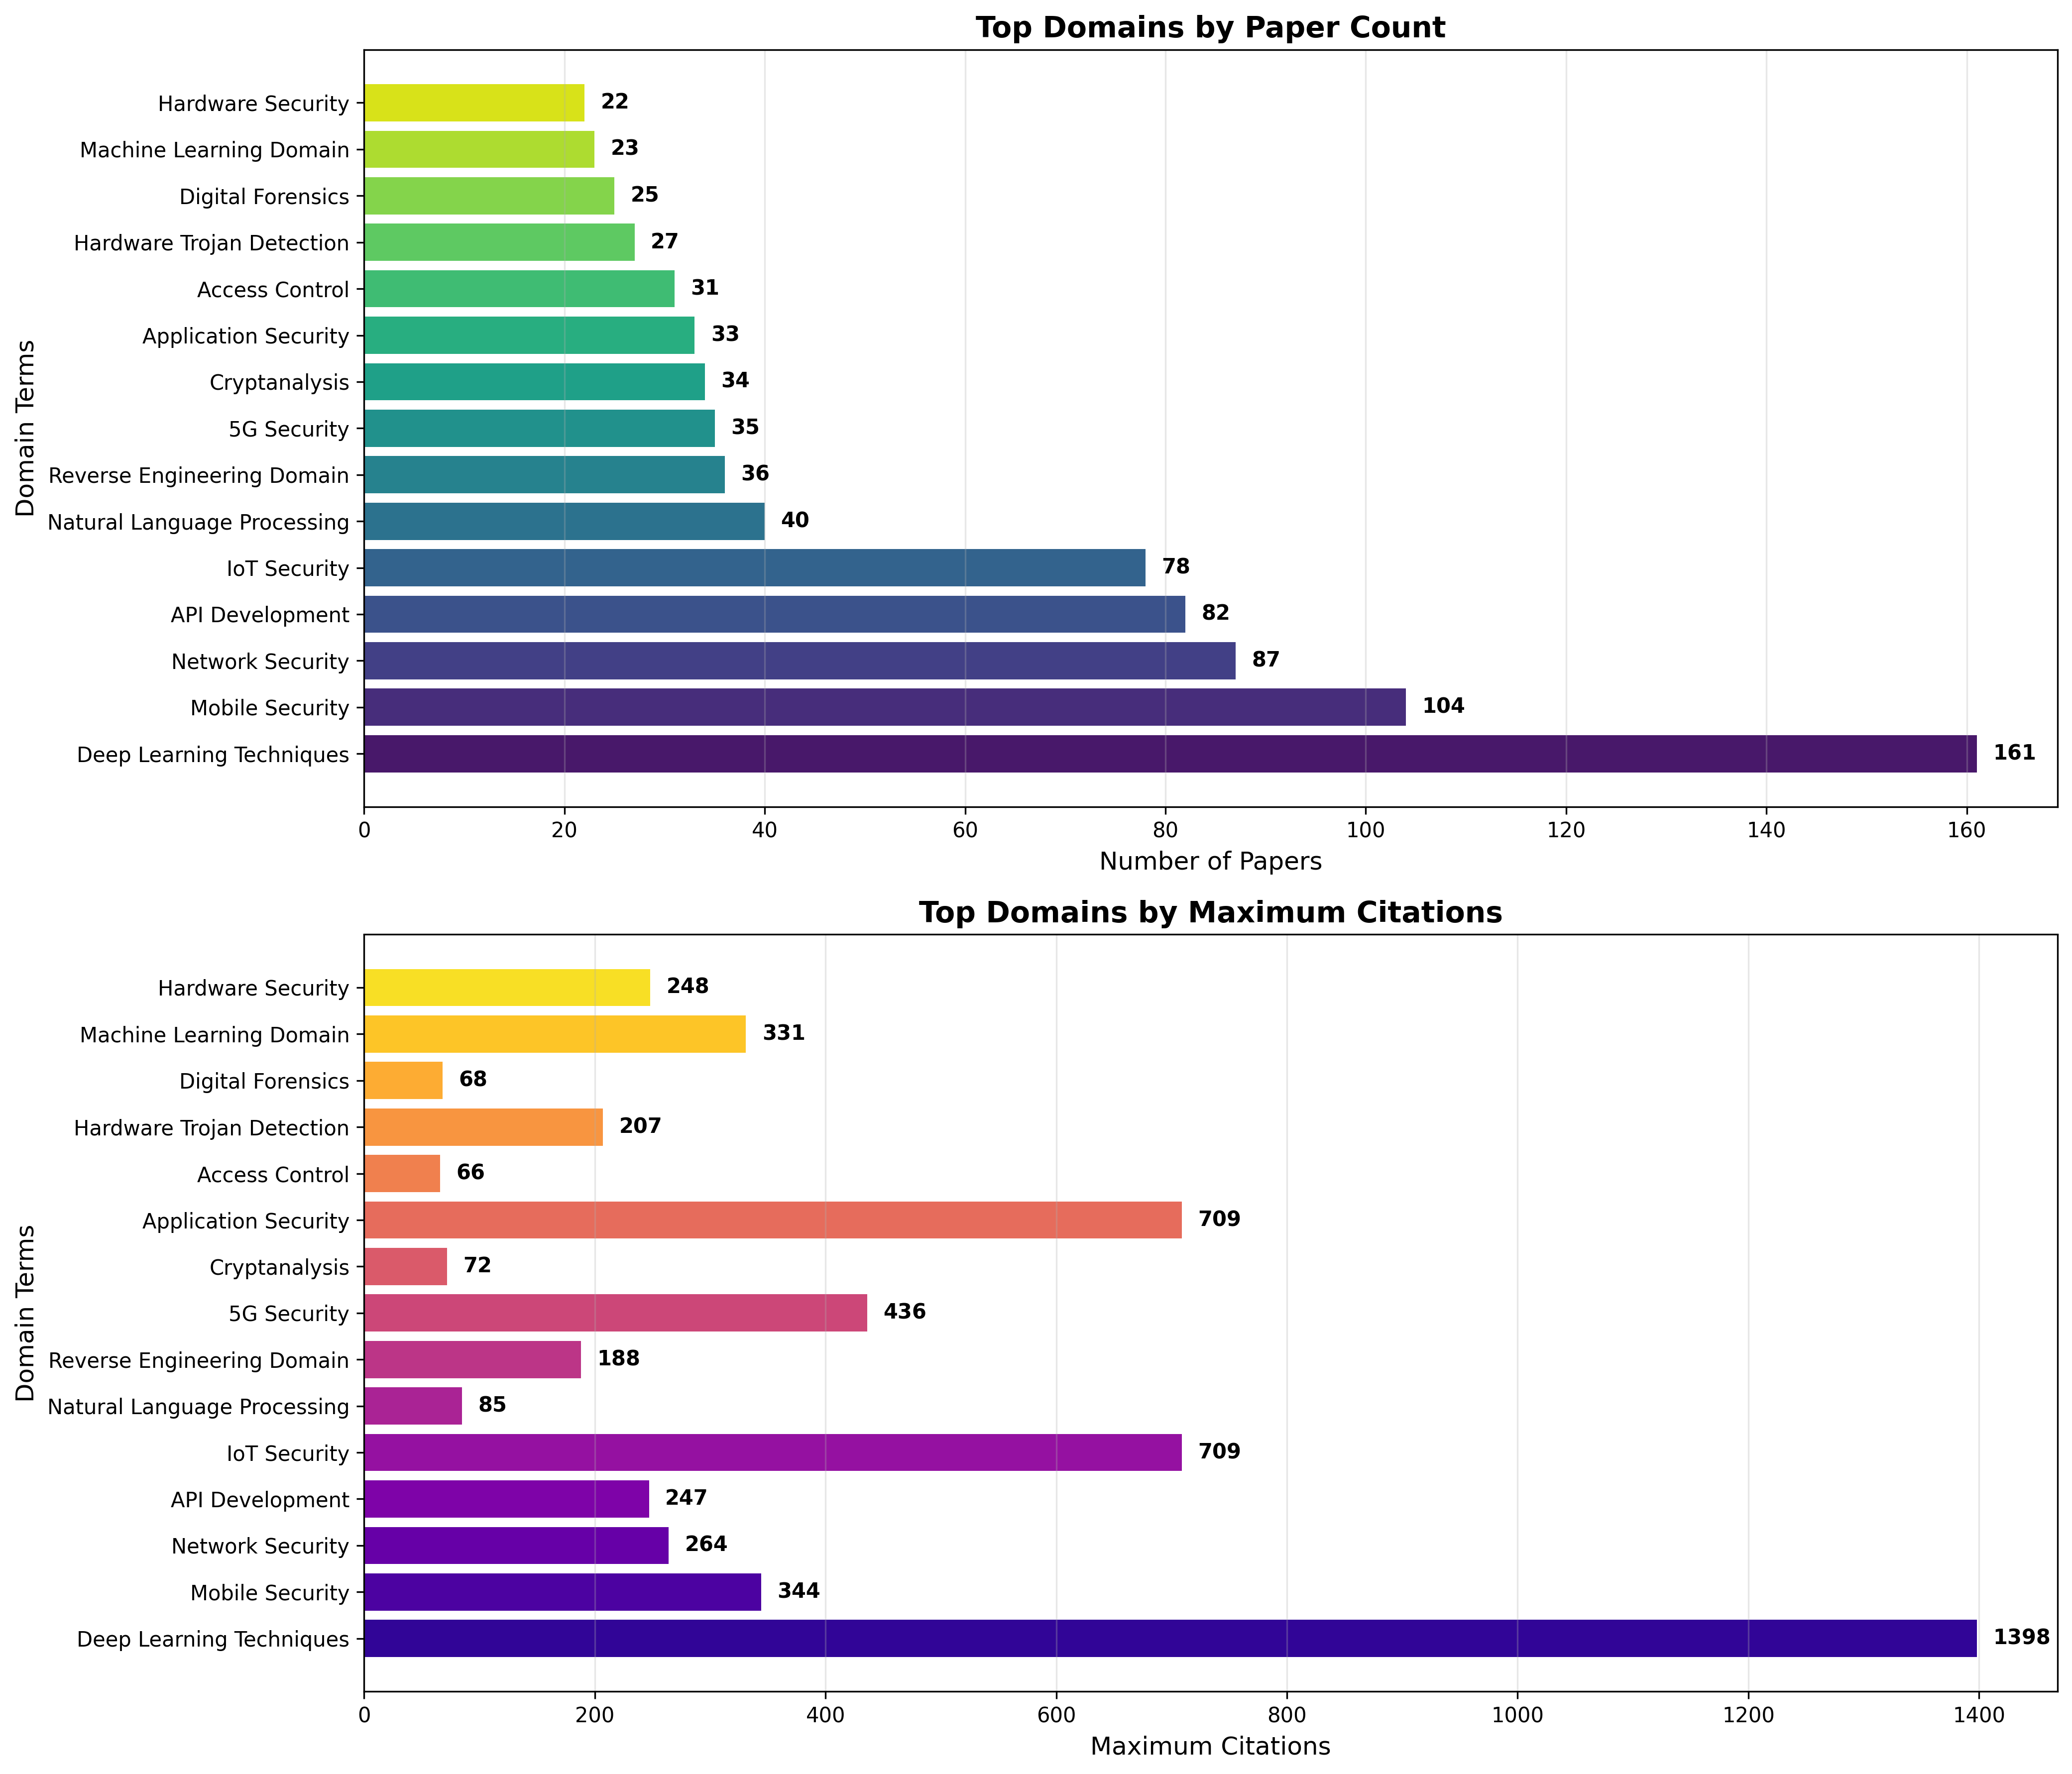 Top Domains by Paper Count
Hardware Security 22
Machine Learning Domain 23
Digital Forensics 25
Hardware Trojan Detection 27
Access Control 31
Application Security 33
Cryptanalysis 34
5G Security 35
Reverse Engineering Domain 36
Natural Language Processing 40
IoT Security 78
API Development 82
Network Security 87
Mobile Security 104
Deep Learning Techniques 161
Domain Terms
0 20 40 60 80 100 120 140 160
Number of Papers
Top Domains by Maximum Citations
Hardware Security 248
Machine Learning Domain 331
Digital Forensics 68
Hardware Trojan Detection 207
Access Control 66
Application Security 709
Cryptanalysis 72
5G Security 436
Reverse Engineering Domain 188
Natural Language Processing 85
IoT Security 709
API Development 247
Network Security 264
Mobile Security 344
Deep Learning Techniques 1398
Domain Terms
0 200 400 600 800 1000 1200 1400
Maximum Citations